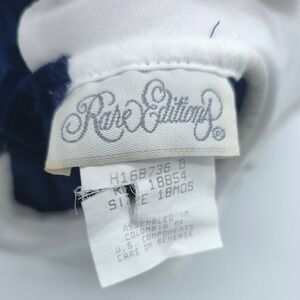 Rare Editions®
H168736 B
18854
SIZE 18MOS
ASSEMBLED IN
COLOMBIA OF
U.S. COMPONENTS
CARE ON REVERSE